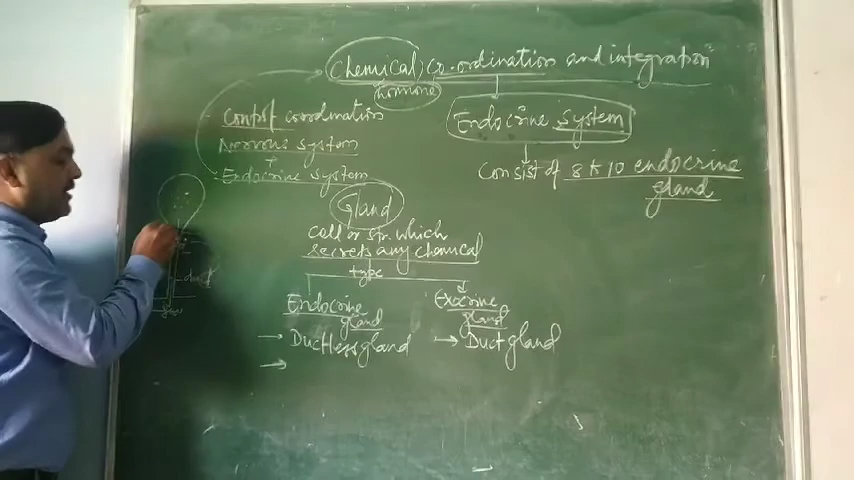 Chemical Co-ordination and integration
hormone
Control coordination
Endocrine System
Nervous system
+
Endocrine system
Consist of 8 to 10 endocrine
gland
Gland
Cell or str. which
secrets any chemical
type
Endocrine
gland
Exocrine
gland
→ Ductless gland
→ Duct gland
→
duct